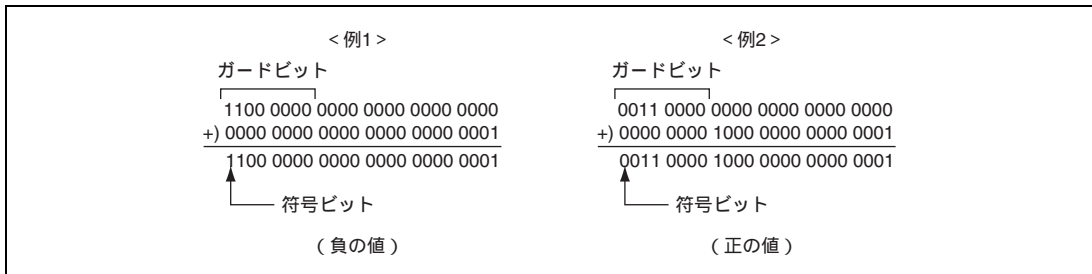 ＜例1＞
ガードビット
1100 0000 0000 0000 0000 0000
+) 0000 0000 0000 0000 0000 0001
1100 0000 0000 0000 0000 0001
符号ビット
（負の値）
＜例2＞
ガードビット
0011 0000 0000 0000 0000 0000
+) 0000 0000 1000 0000 0000 0001
0011 0000 1000 0000 0000 0001
符号ビット
（正の値）